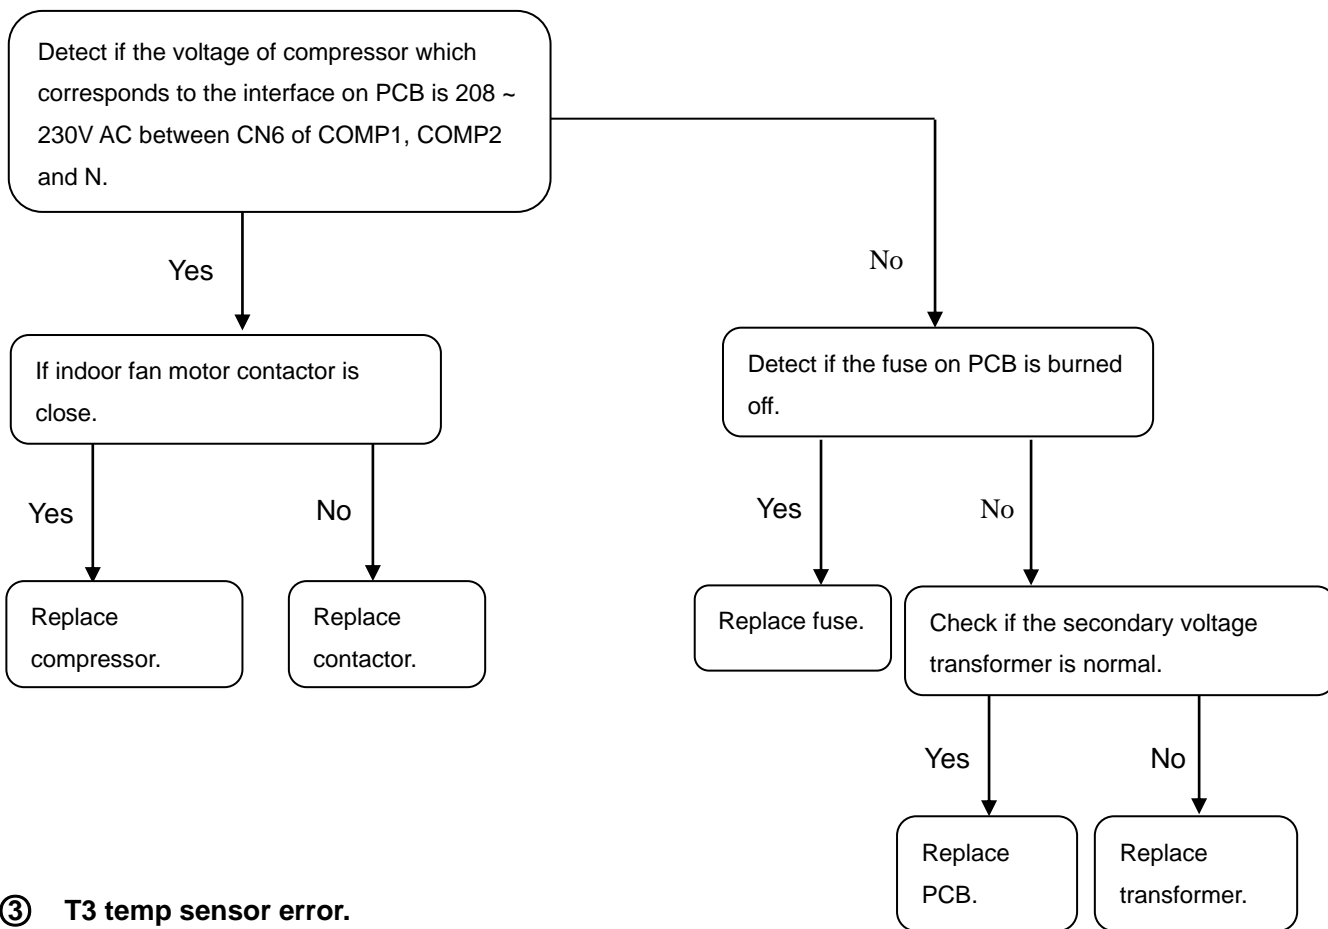 Detect if the voltage of compressor which
corresponds to the interface on PCB is 208 ~
230V AC between CN6 of COMP1, COMP2
and N.
Yes
No
If indoor fan motor contactor is
close.
Detect if the fuse on PCB is burned
off.
Yes
No
Yes
No
Replace
compressor.
Replace
contactor.
Replace fuse.
Check if the secondary voltage
transformer is normal.
Yes
No
Replace
PCB.
Replace
transformer.
③ T3 temp sensor error.